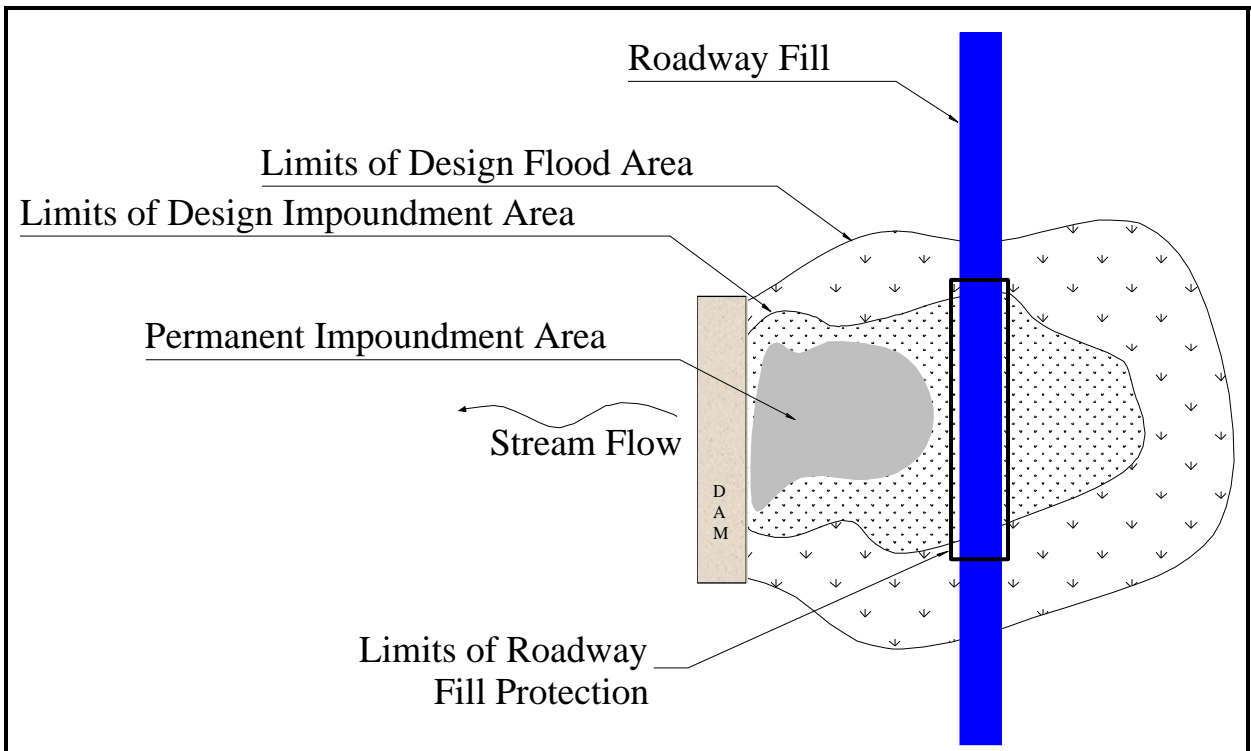 Roadway Fill
Limits of Design Flood Area
Limits of Design Impoundment Area
Permanent Impoundment Area
Stream Flow
D
A
M
Limits of Roadway
Fill Protection